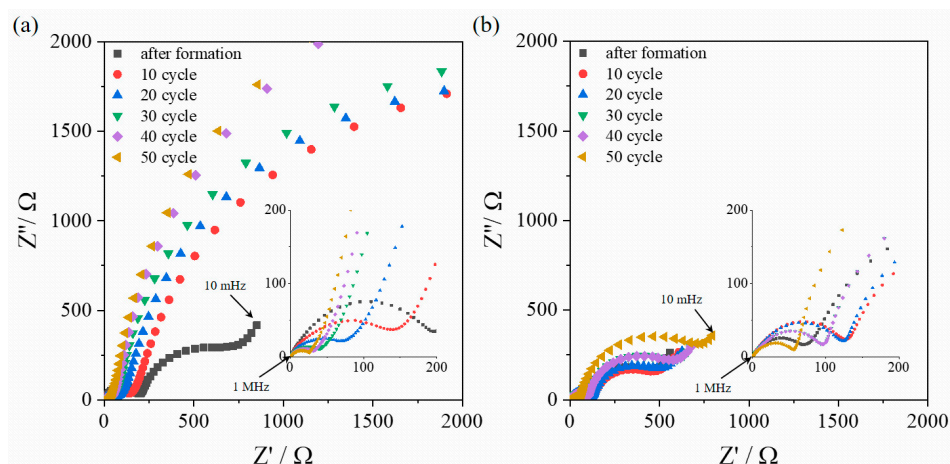 (a)
2000
1500
1000
500
0
Z''/ Ω
after formation
10 cycle
20 cycle
30 cycle
40 cycle
50 cycle
10 mHz
1 MHz
200
100
0
0 100 200
0 500 1000 1500 2000
Z' / Ω
(b)
2000
1500
1000
500
0
Z''/ Ω
after formation
10 cycle
20 cycle
30 cycle
40 cycle
50 cycle
10 mHz
1 MHz
200
100
0
0 100 200
0 500 1000 1500 2000
Z' / Ω